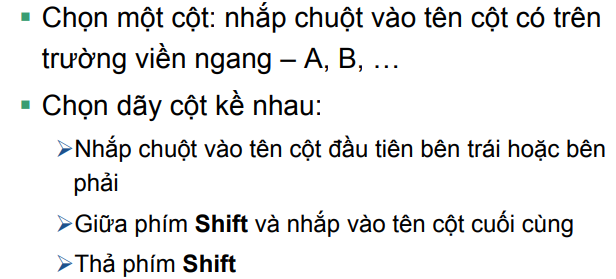 ▪ Chọn một cột: nhắp chuột vào tên cột có trên
trường viền ngang – A, B, …
▪ Chọn dãy cột kề nhau:
➢Nhắp chuột vào tên cột đầu tiên bên trái hoặc bên
phải
➢Giữa phím Shift và nhắp vào tên cột cuối cùng
➢Thả phím Shift